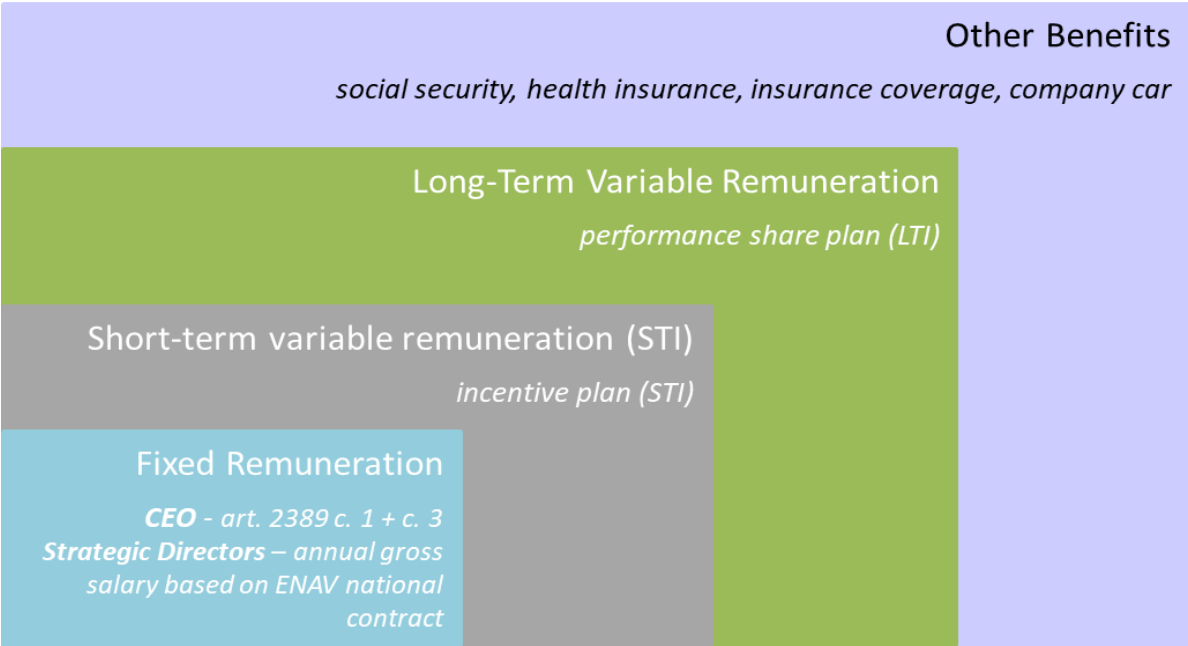 Other Benefits
social security, health insurance, insurance coverage, company car
Long-Term Variable Remuneration
performance share plan (LTI)
Short-term variable remuneration (STI)
incentive plan (STI)
Fixed Remuneration
CEO - art. 2389 c. 1 + c. 3
Strategic Directors – annual gross
salary based on ENAV national
contract